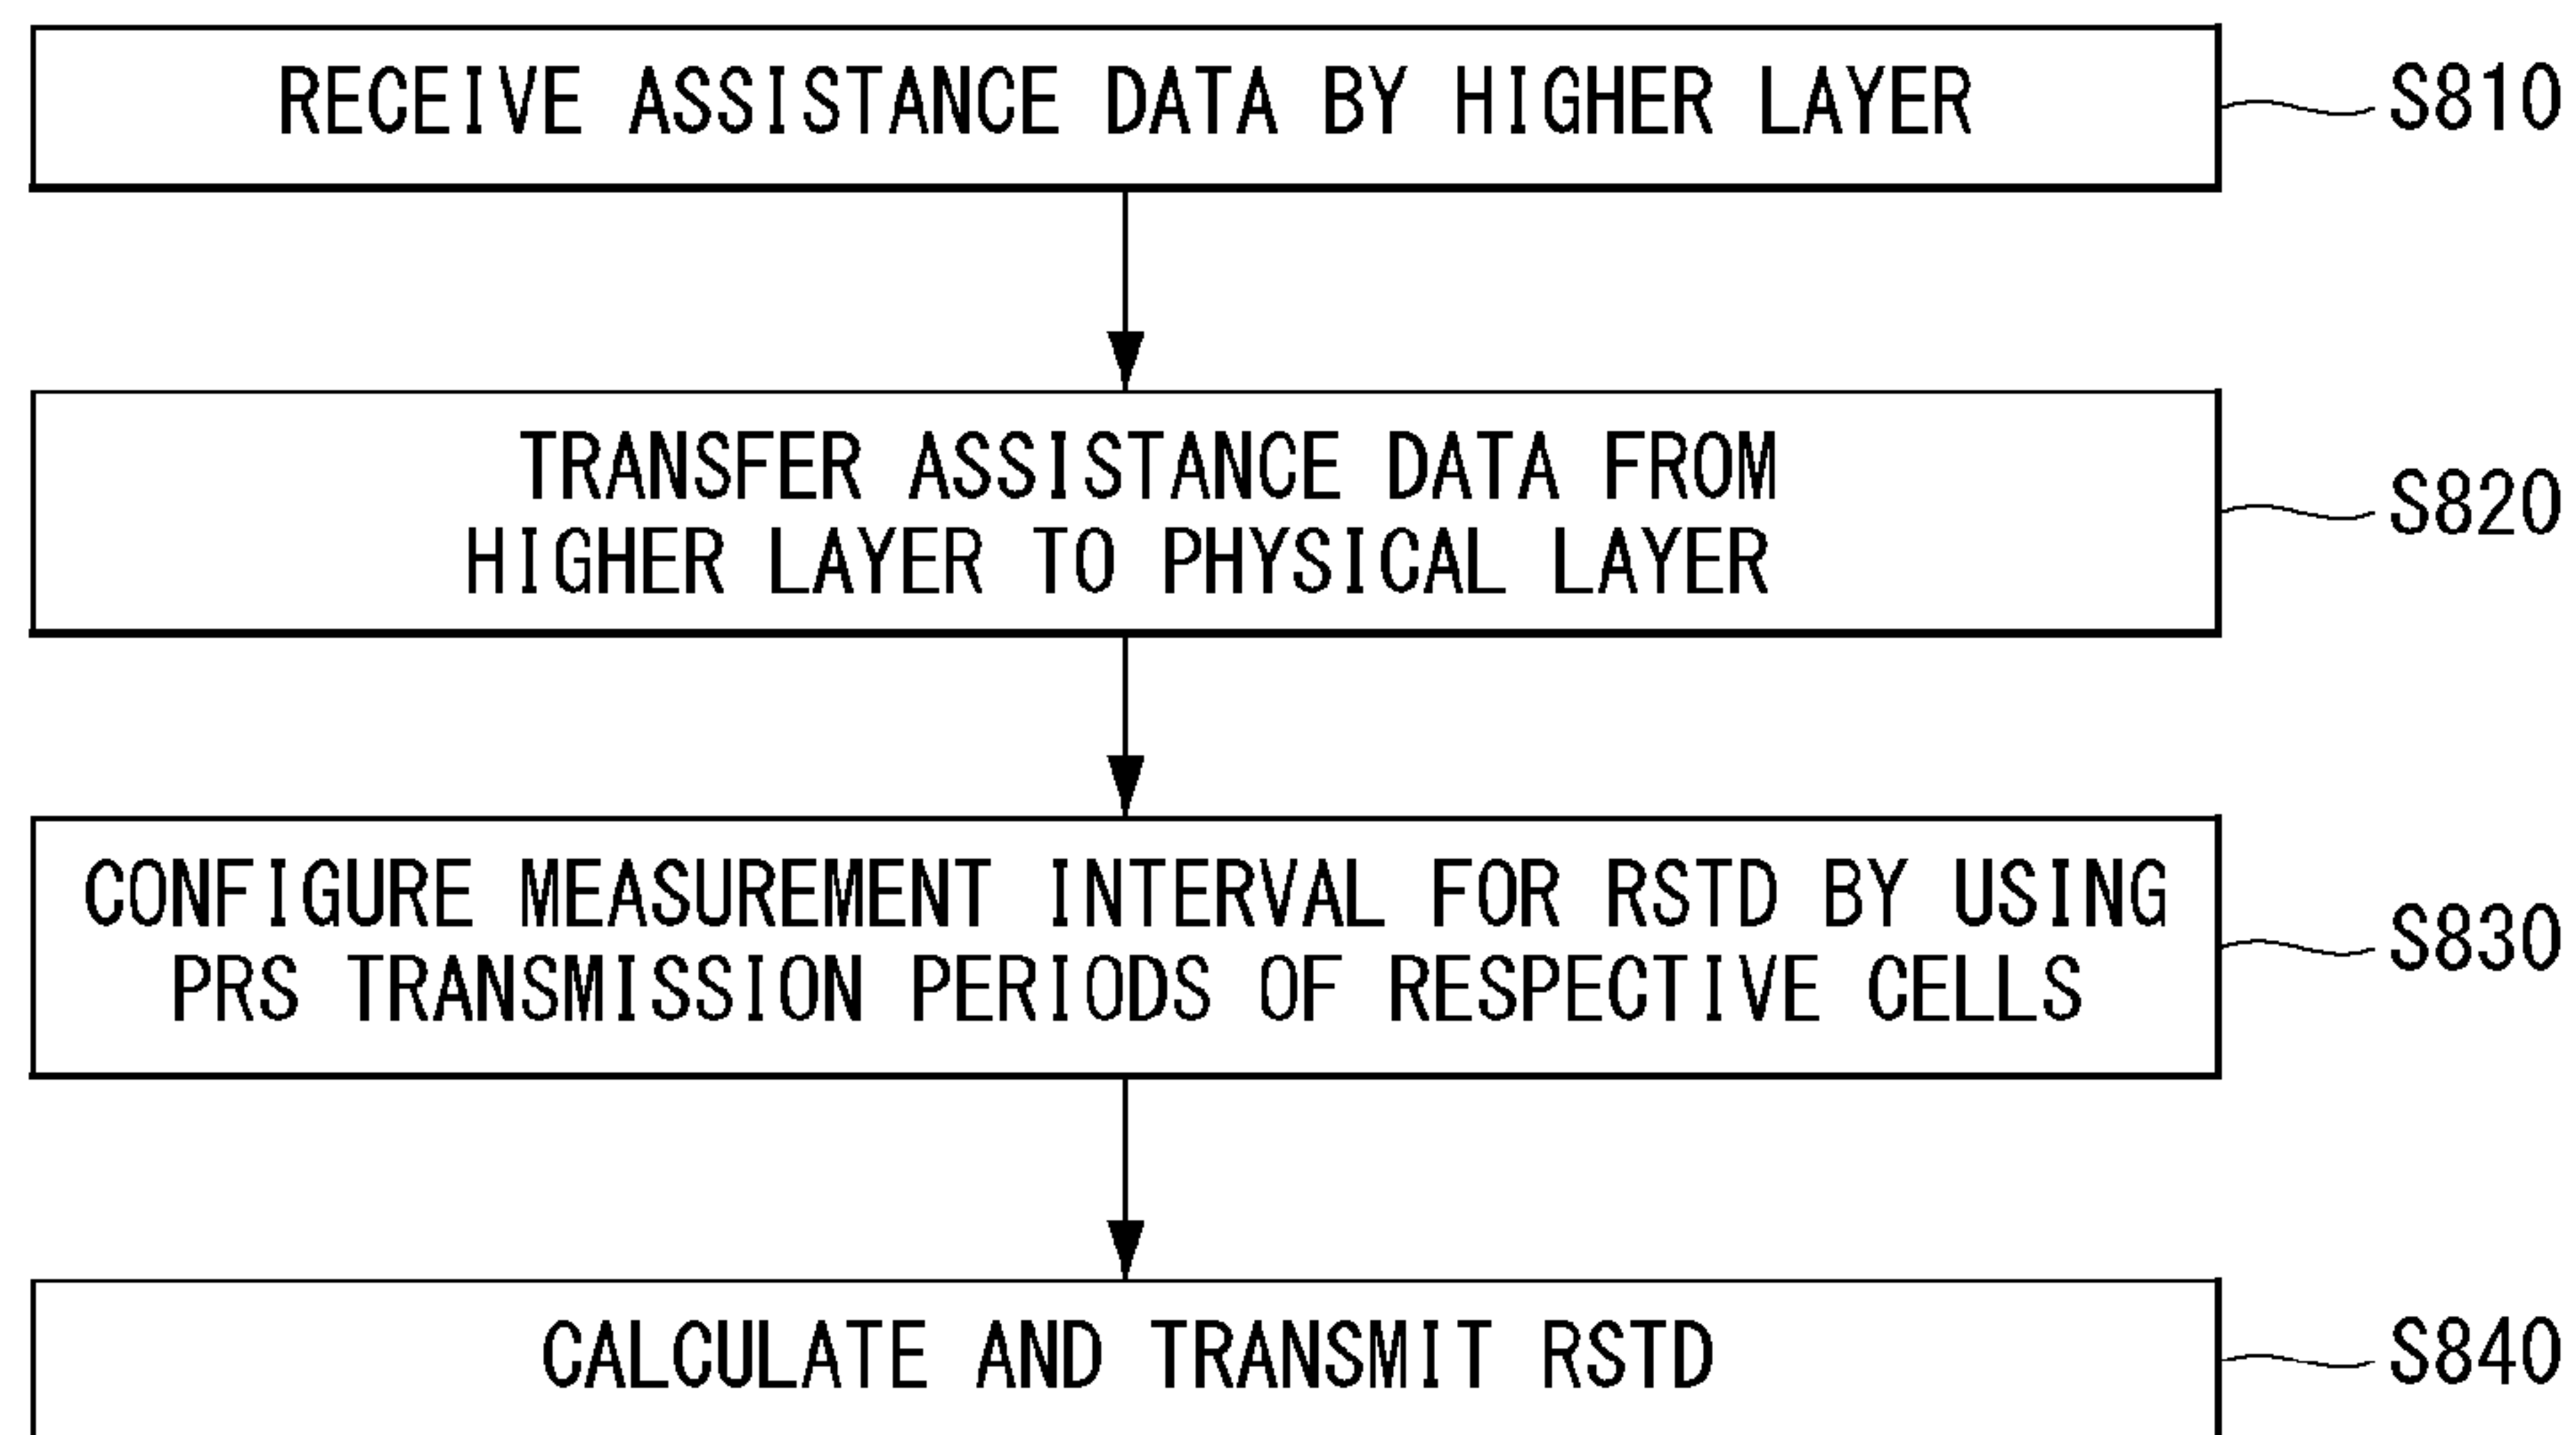 RECEIVE ASSISTANCE DATA BY HIGHER LAYER
S810
TRANSFER ASSISTANCE DATA FROM
HIGHER LAYER TO PHYSICAL LAYER
S820
CONFIGURE MEASUREMENT INTERVAL FOR RSTD BY USING
PRS TRANSMISSION PERIODS OF RESPECTIVE CELLS
S830
CALCULATE AND TRANSMIT RSTD
S840